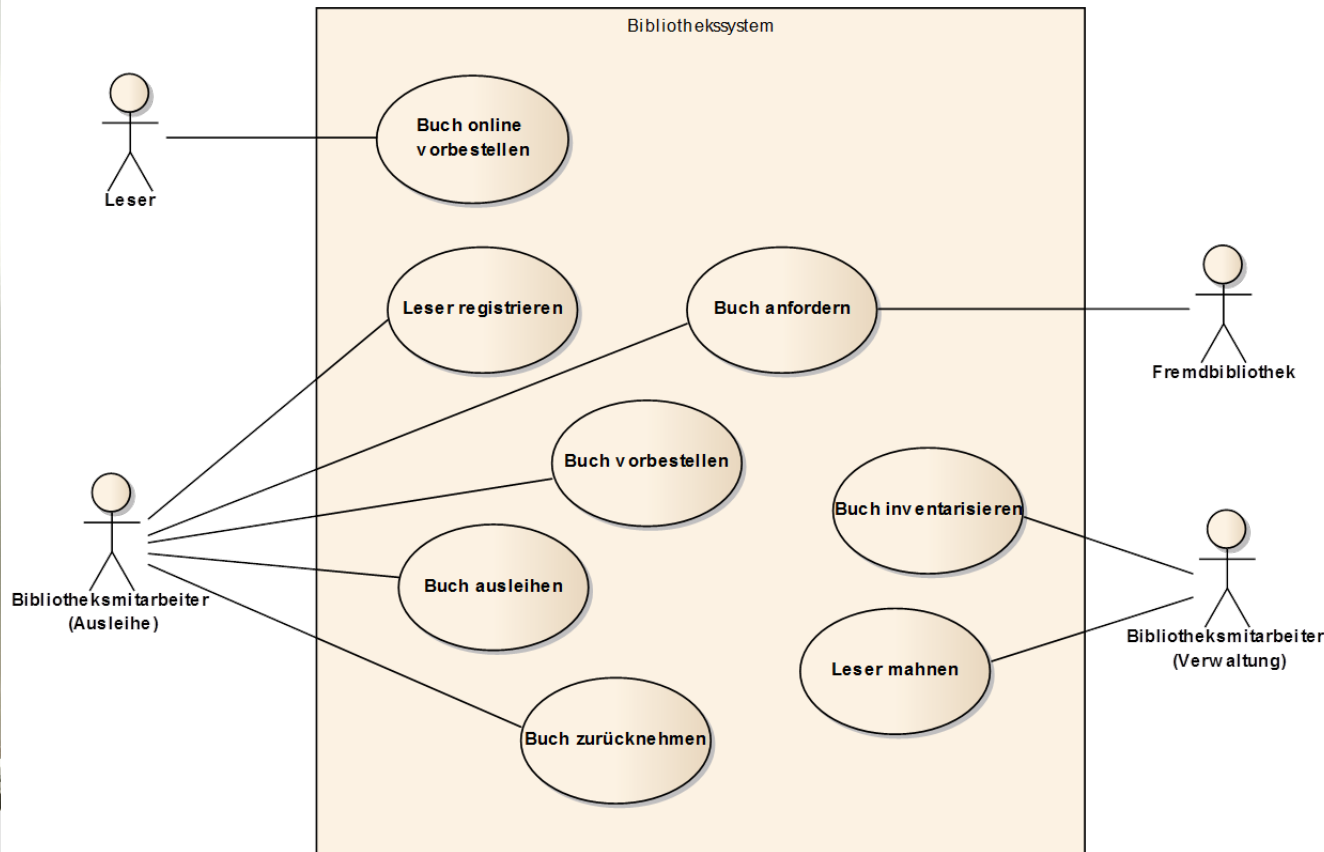 Bibliothekssystem
Buch online
vorbestellen
Leser
Leser registrieren
Buch anfordern
Fremdbibliothek
Buch vorbestellen
Buch inventarisieren
Buch ausleihen
Bibliotheksmitarbeiter
(Ausleihe)
Bibliotheksmitarbeiter
(Verwaltung)
Leser mahnen
Buch zurücknehmen